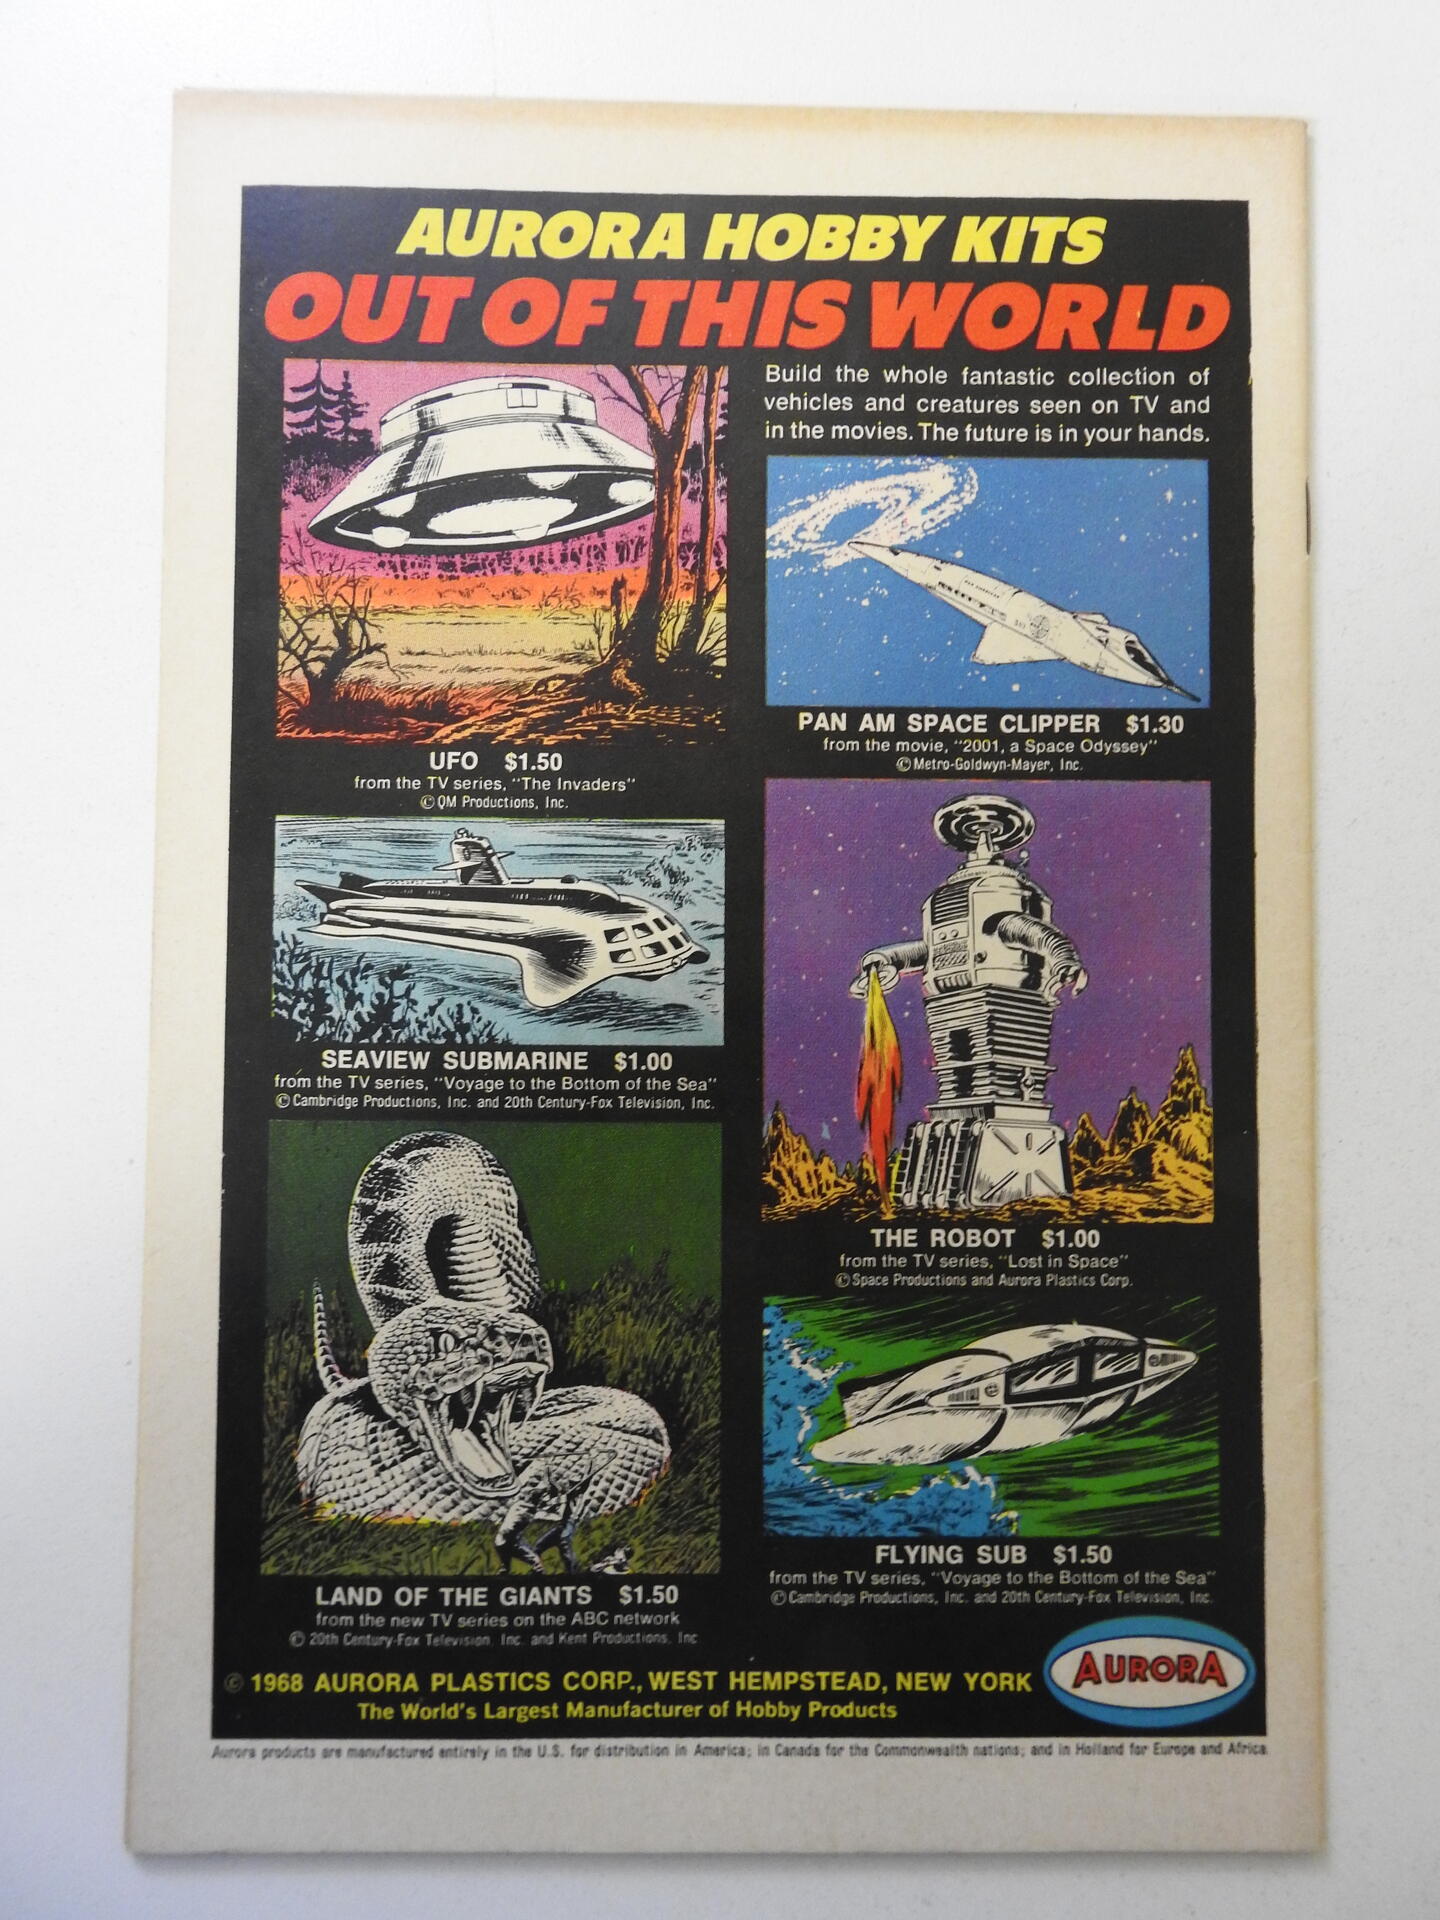 AURORA HOBBY KITS
OUT OF THIS WORLD
Build the whole fantastic collection of
vehicles and creatures seen on TV and
in the movies. The future is in your hands.
UFO $1.50
from the TV series, "The Invaders"
© QM Productions, Inc.
PAN AM SPACE CLIPPER $1.30
from the movie, "2001, a Space Odyssey"
© Metro-Goldwyn-Mayer, Inc.
SEAVIEW SUBMARINE $1.00
from the TV series, "Voyage to the Bottom of the Sea"
© Cambridge Productions, Inc. and 20th Century-Fox Television, Inc.
THE ROBOT $1.00
from the TV series, "Lost in Space"
© Space Productions and Aurora Plastics Corp.
LAND OF THE GIANTS $1.50
from the new TV series on the ABC network
© 20th Century-Fox Television, Inc. and Kent Productions, Inc
FLYING SUB $1.50
from the TV series, "Voyage to the Bottom of the Sea"
© Cambridge Productions, Inc. and 20th Century-Fox Television, Inc.
© 1968 AURORA PLASTICS CORP., WEST HEMPSTEAD, NEW YORK
The World's Largest Manufacturer of Hobby Products
AURORA
Aurora products are manufactured entirely in the U.S. for distribution in America; in Canada for the Commonwealth nations; and in Holland for Europe and Africa.